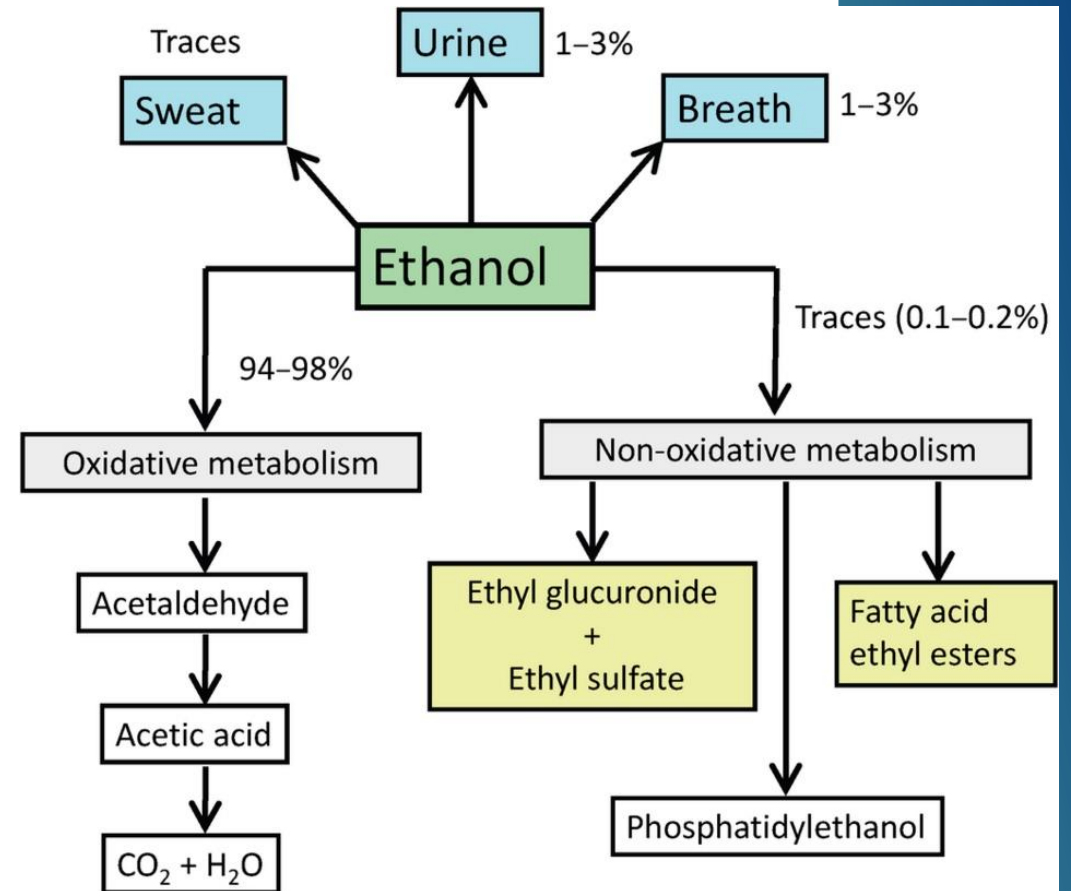 Traces
Urine
1–3%
Sweat
Breath
1–3%
Ethanol
Traces (0.1–0.2%)
94–98%
Oxidative metabolism
Non-oxidative metabolism
Acetaldehyde
Ethyl glucuronide
+
Ethyl sulfate
Fatty acid
ethyl esters
Acetic acid
Phosphatidylethanol
CO₂ + H₂O